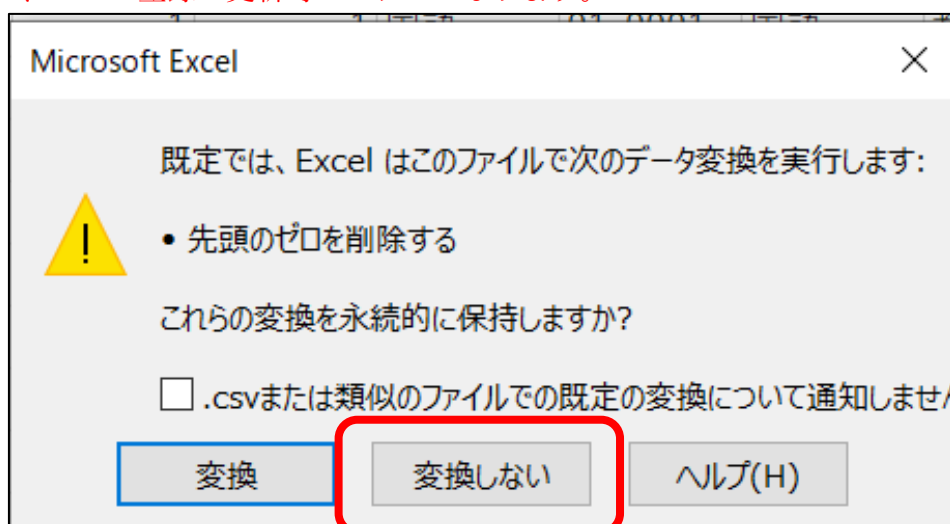 Microsoft Excel
既定では、Excel はこのファイルで次のデータ変換を実行します:
!
• 先頭のゼロを削除する
これらの変換を永続的に保持しますか?
.csvまたは類似のファイルでの既定の変換について通知しませ
変換 変換しない ヘルプ(H)